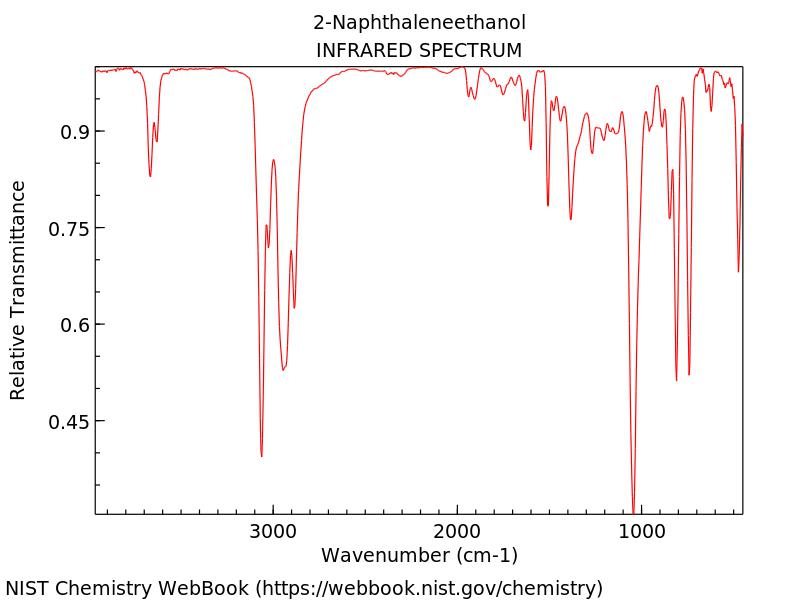 2-Naphthaleneethanol
INFRARED SPECTRUM
0.9
0.75
0.6
0.45
Relative Transmittance
3000 2000 1000
Wavenumber (cm-1)
NIST Chemistry WebBook (https://webbook.nist.gov/chemistry)